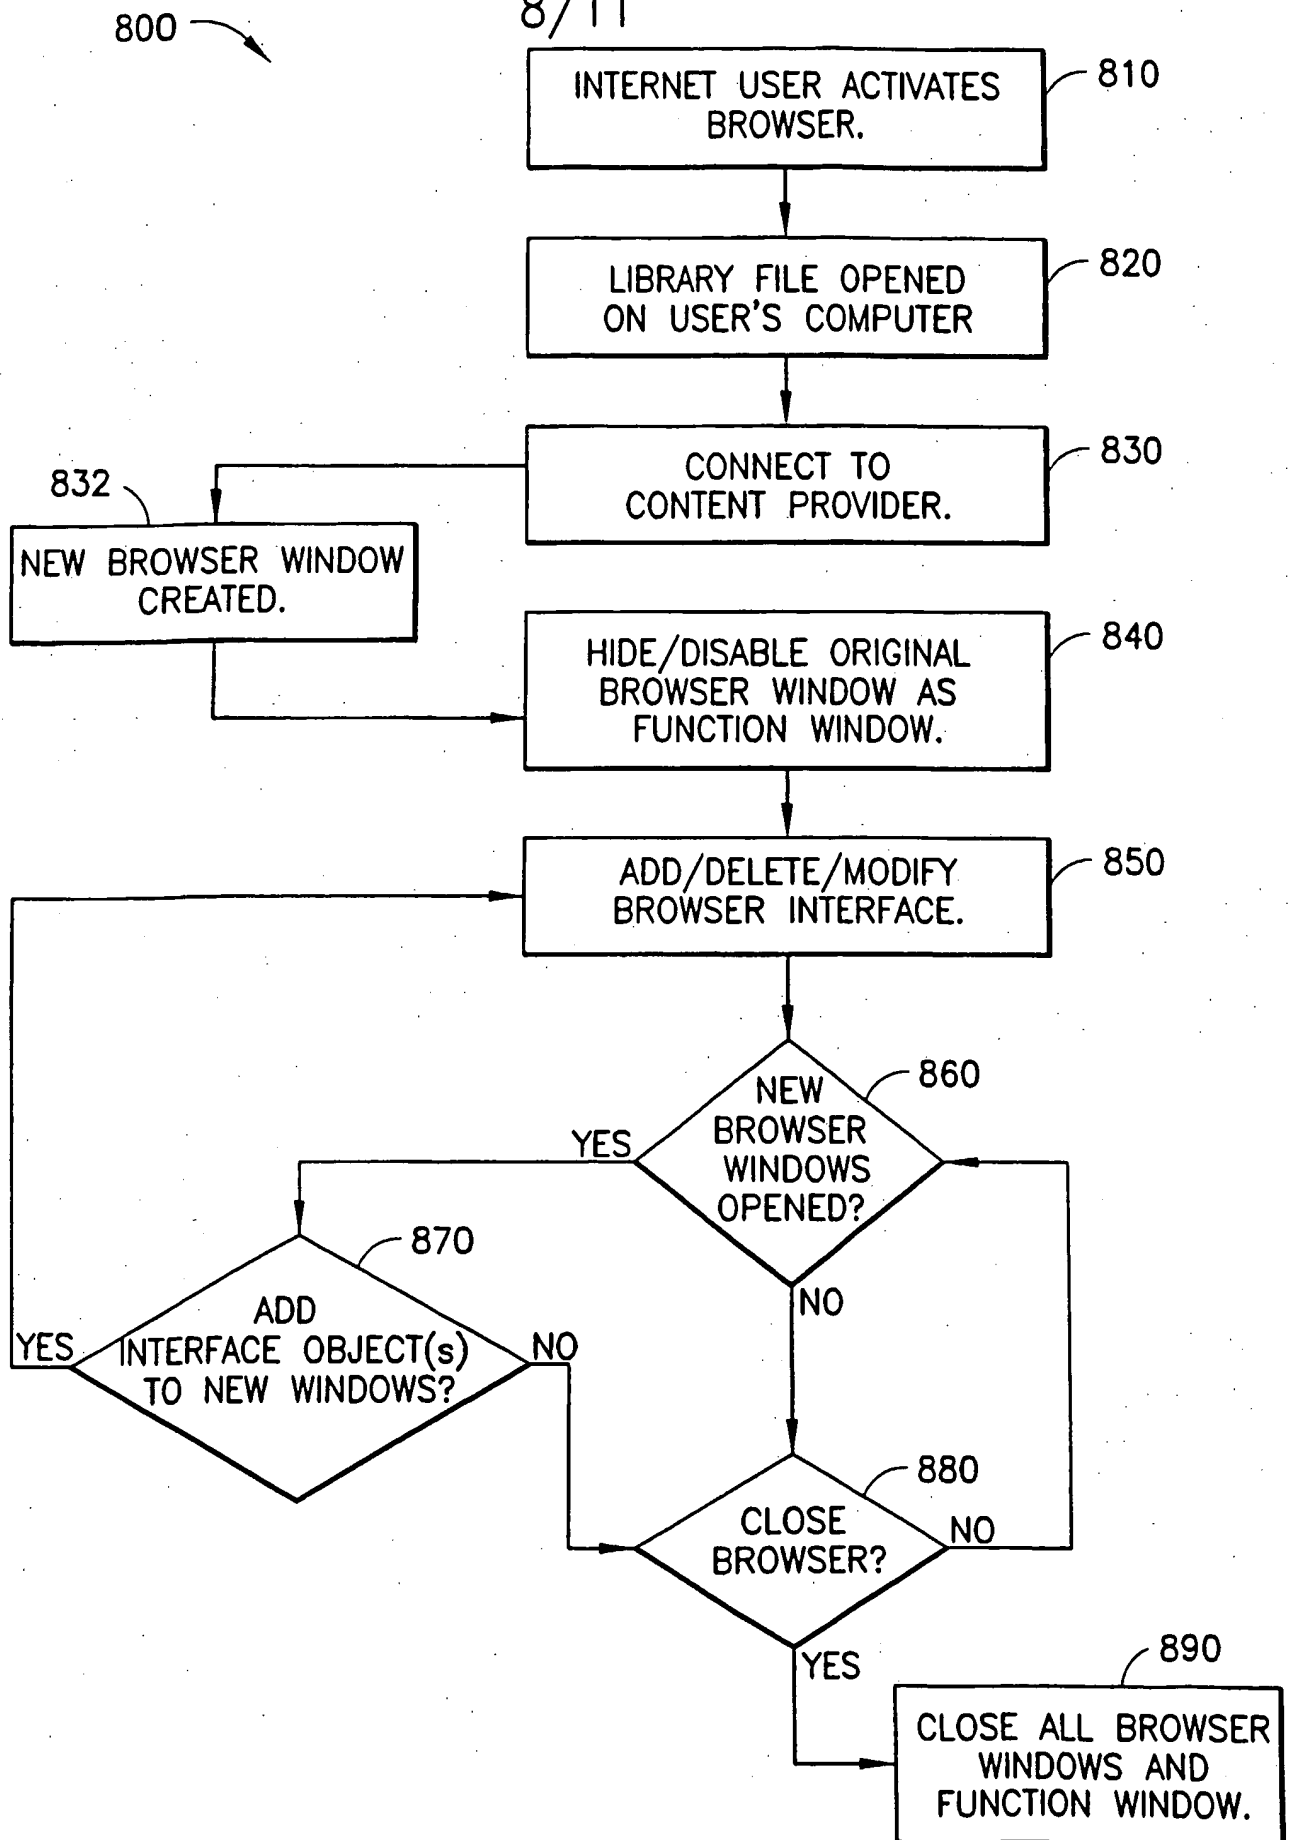 8/11
800
INTERNET USER ACTIVATES
BROWSER.
810
LIBRARY FILE OPENED
ON USER'S COMPUTER
820
CONNECT TO
CONTENT PROVIDER.
830
832
NEW BROWSER WINDOW
CREATED.
HIDE/DISABLE ORIGINAL
BROWSER WINDOW AS
FUNCTION WINDOW.
840
ADD/DELETE/MODIFY
BROWSER INTERFACE.
850
NEW
BROWSER
WINDOWS
OPENED?
860
YES
NO
870
ADD
INTERFACE OBJECT(s)
TO NEW WINDOWS?
YES
NO
880
CLOSE
BROWSER?
NO
YES
890
CLOSE ALL BROWSER
WINDOWS AND
FUNCTION WINDOW.